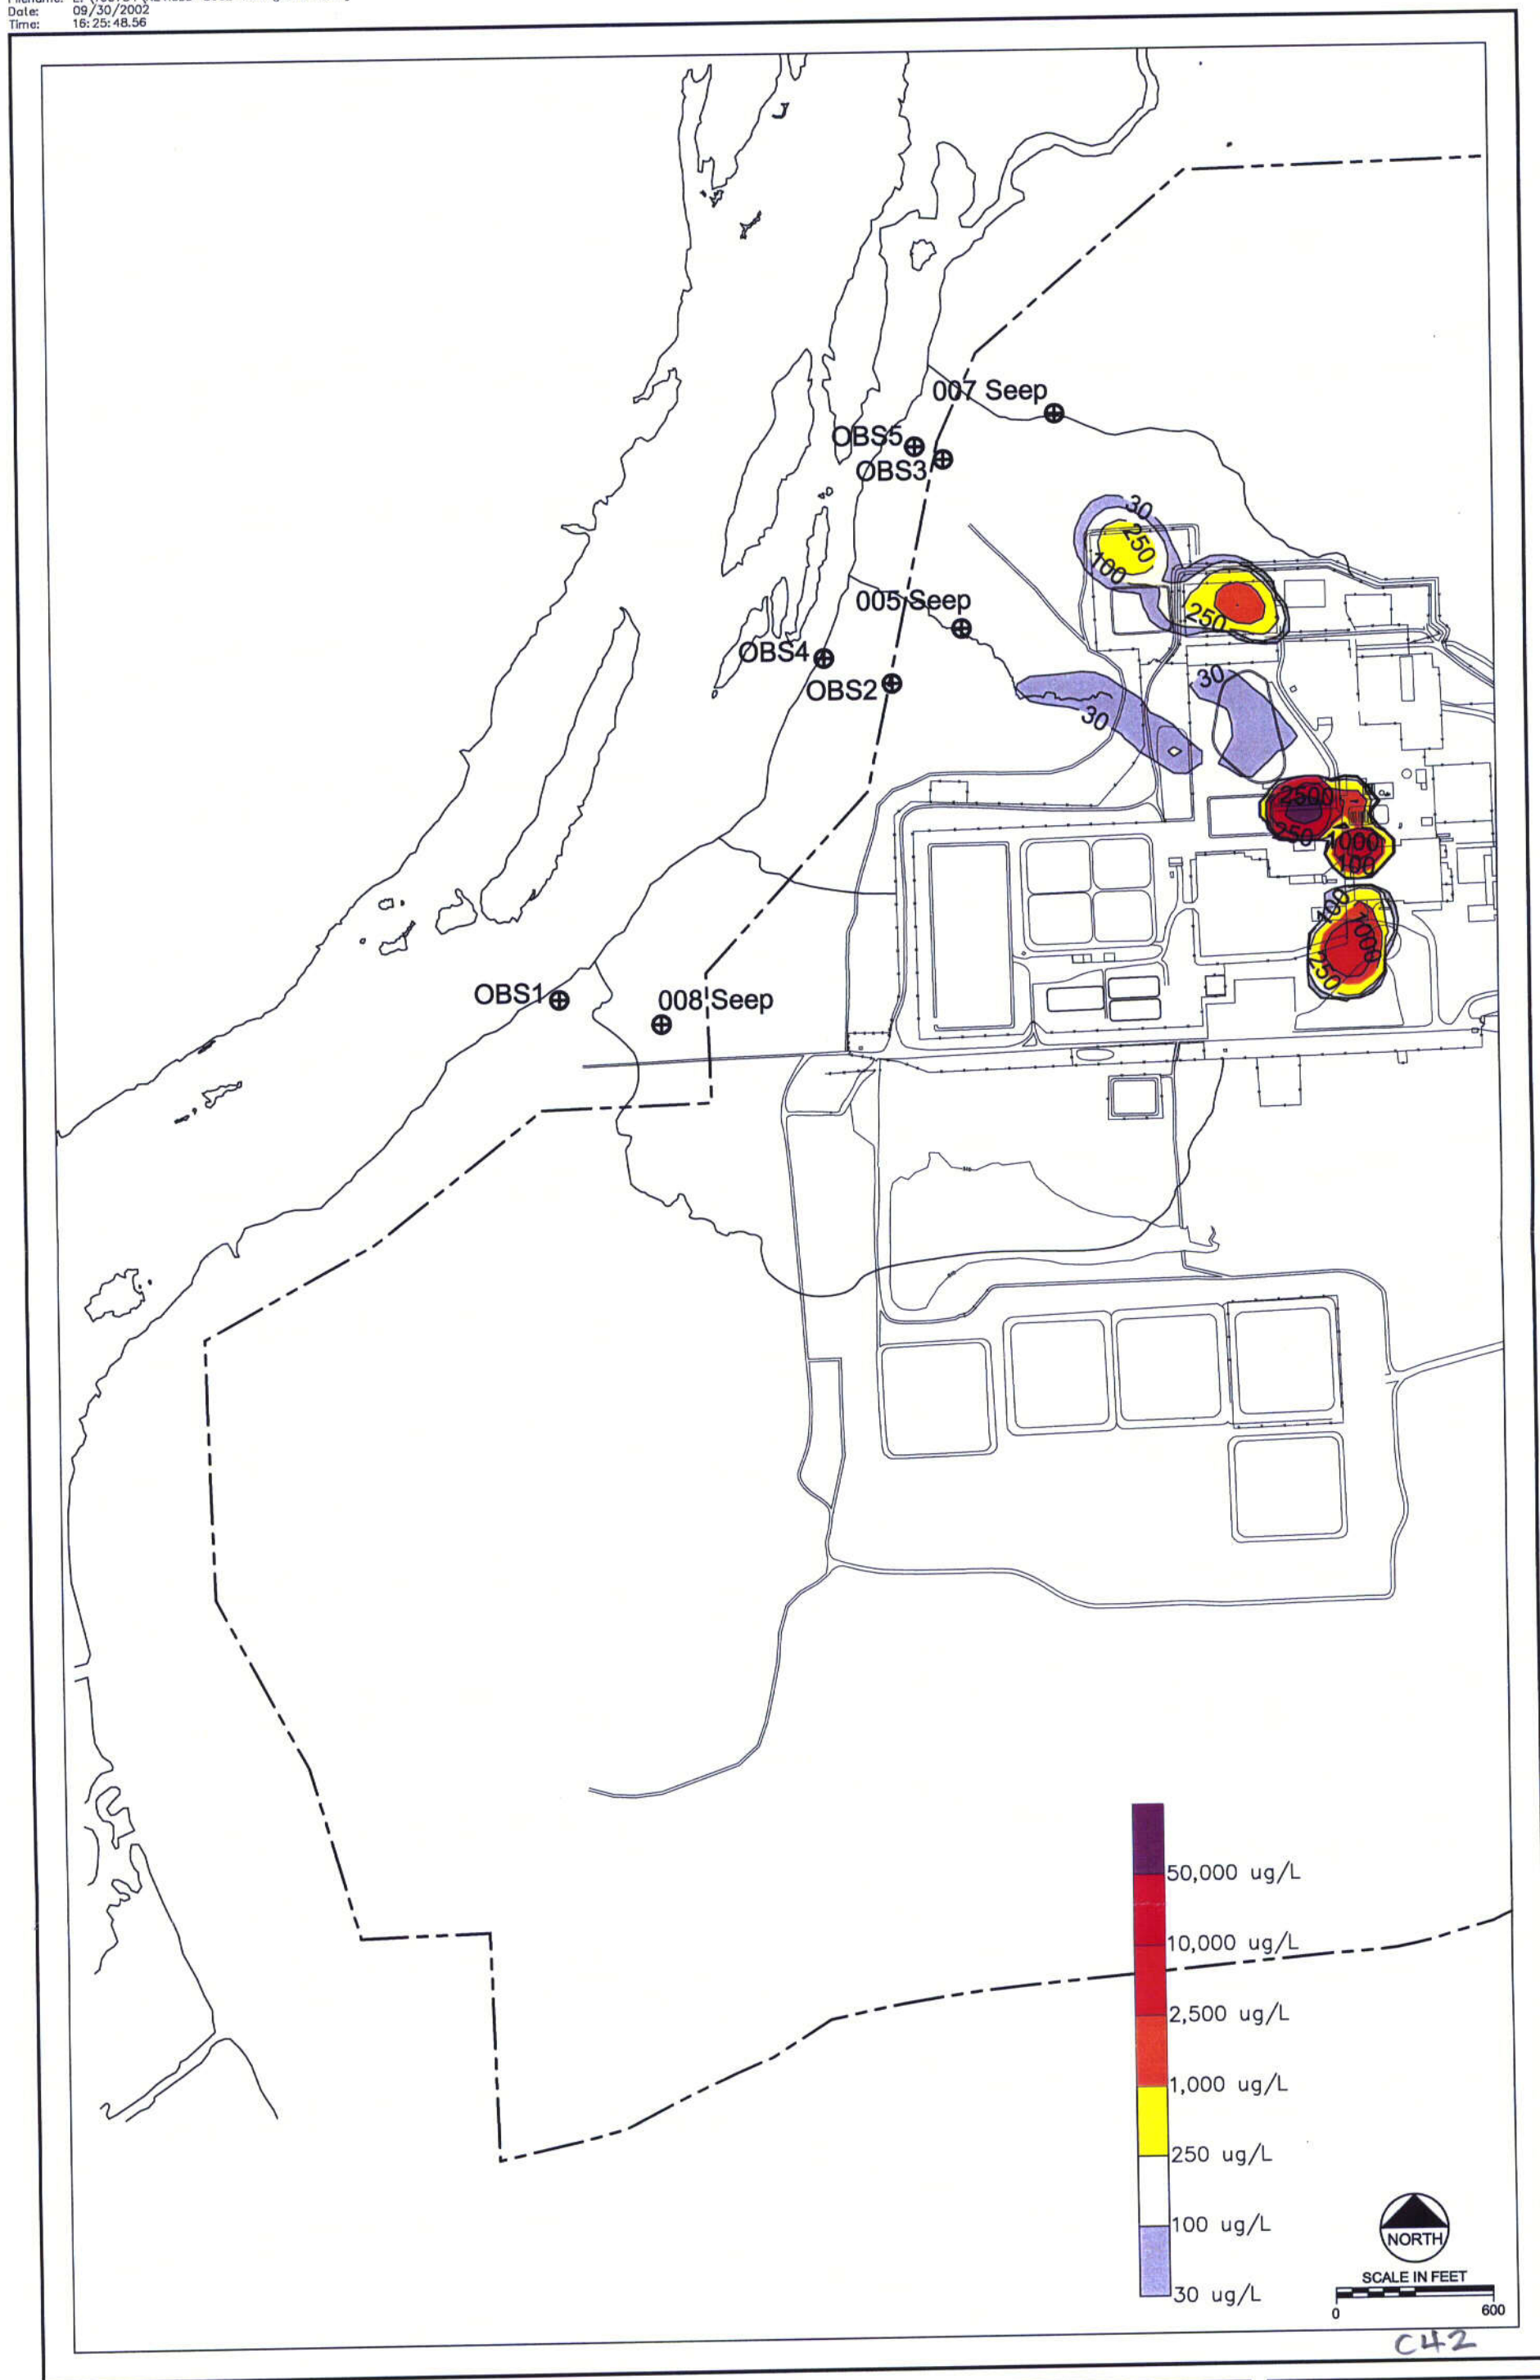 Date: 09/30/2002
Time: 16:25:48.56
007 Seep
OBS5
OBS3
30
250
100
005 Seep
250
OBS4
OBS2
30
30
2500
250
1000
100
100
1000
250
OBS1
008 Seep
50,000 ug/L
10,000 ug/L
2,500 ug/L
1,000 ug/L
250 ug/L
100 ug/L
30 ug/L
NORTH
SCALE IN FEET
0 600
C42